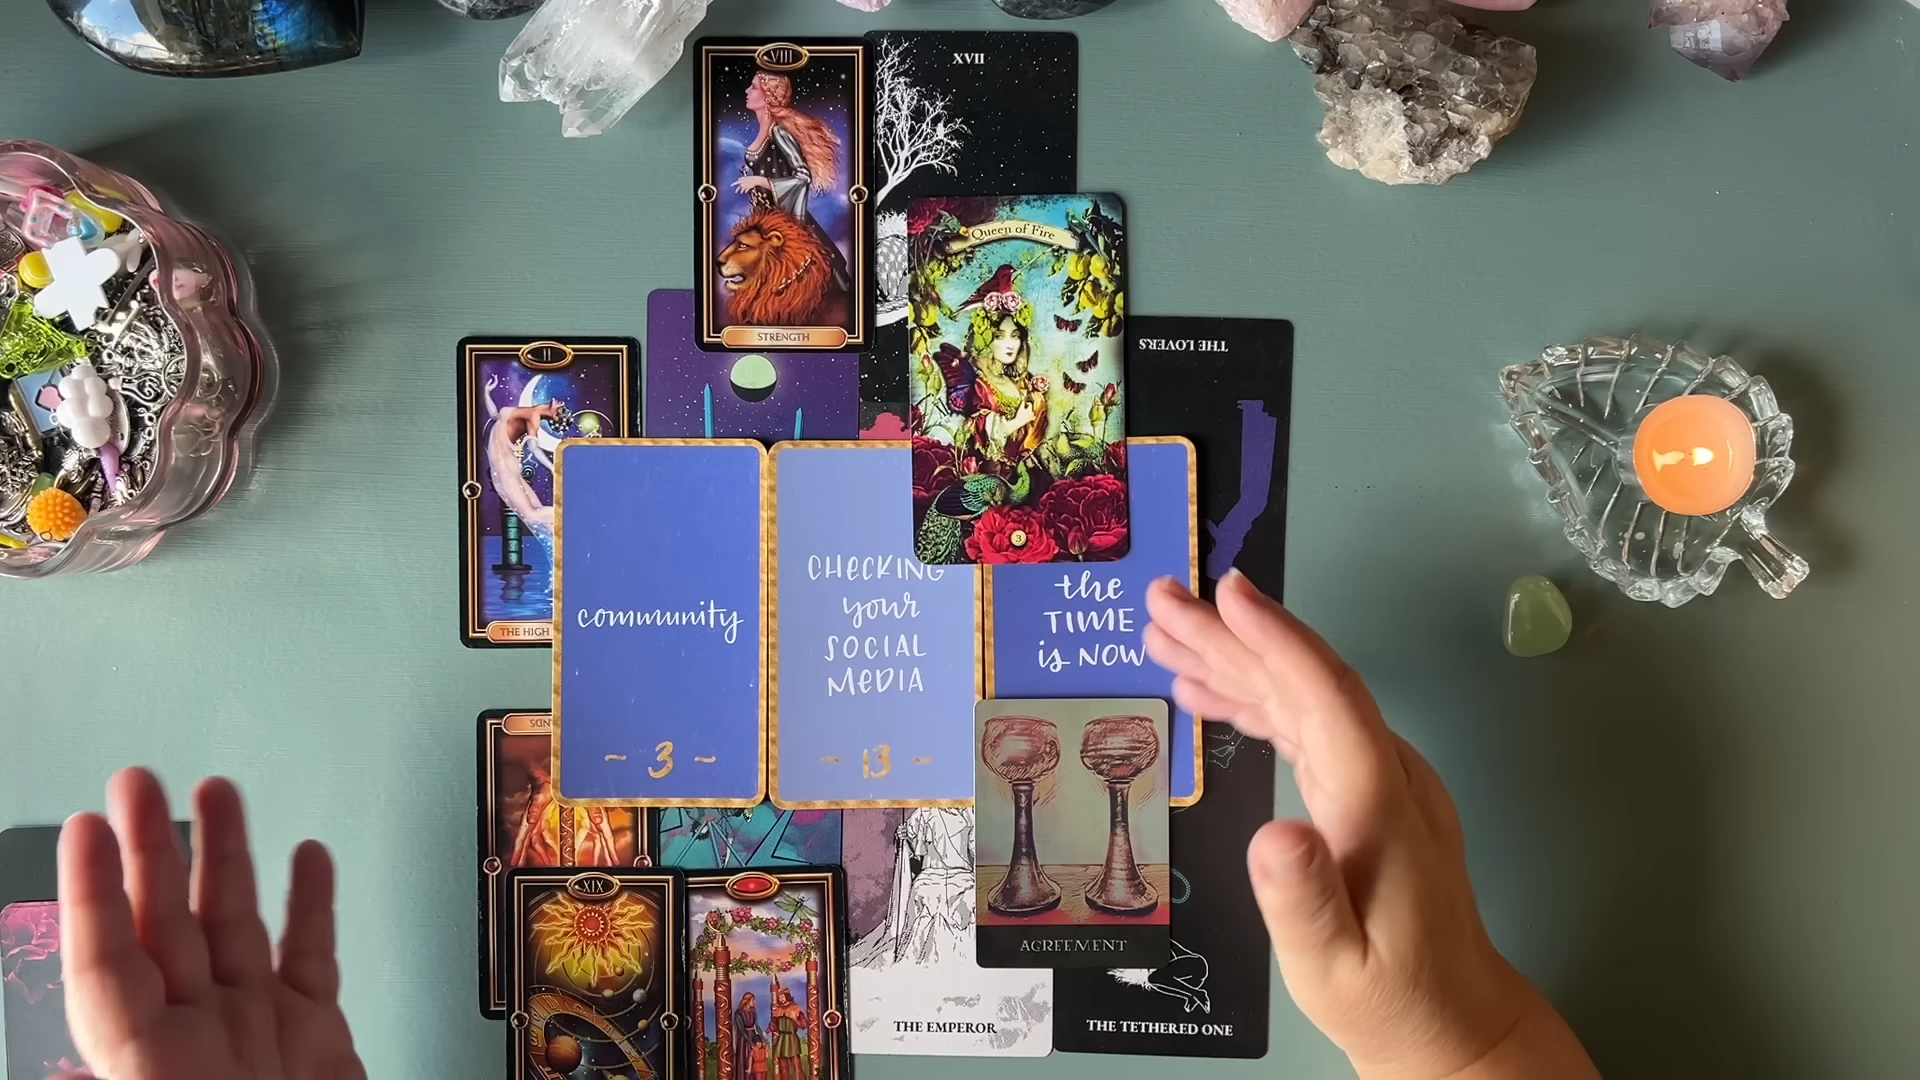 VIII
XVII
Queen of Fire
STRENGTH
THE LOVERS
II
THE HIGH
community
CHECKING
your
SOCIAL
MEDIA
the
TIME
is NOW
~ 3 ~
~ 13 ~
3
XIX
AGREEMENT
THE EMPEROR
THE TETHERED ONE